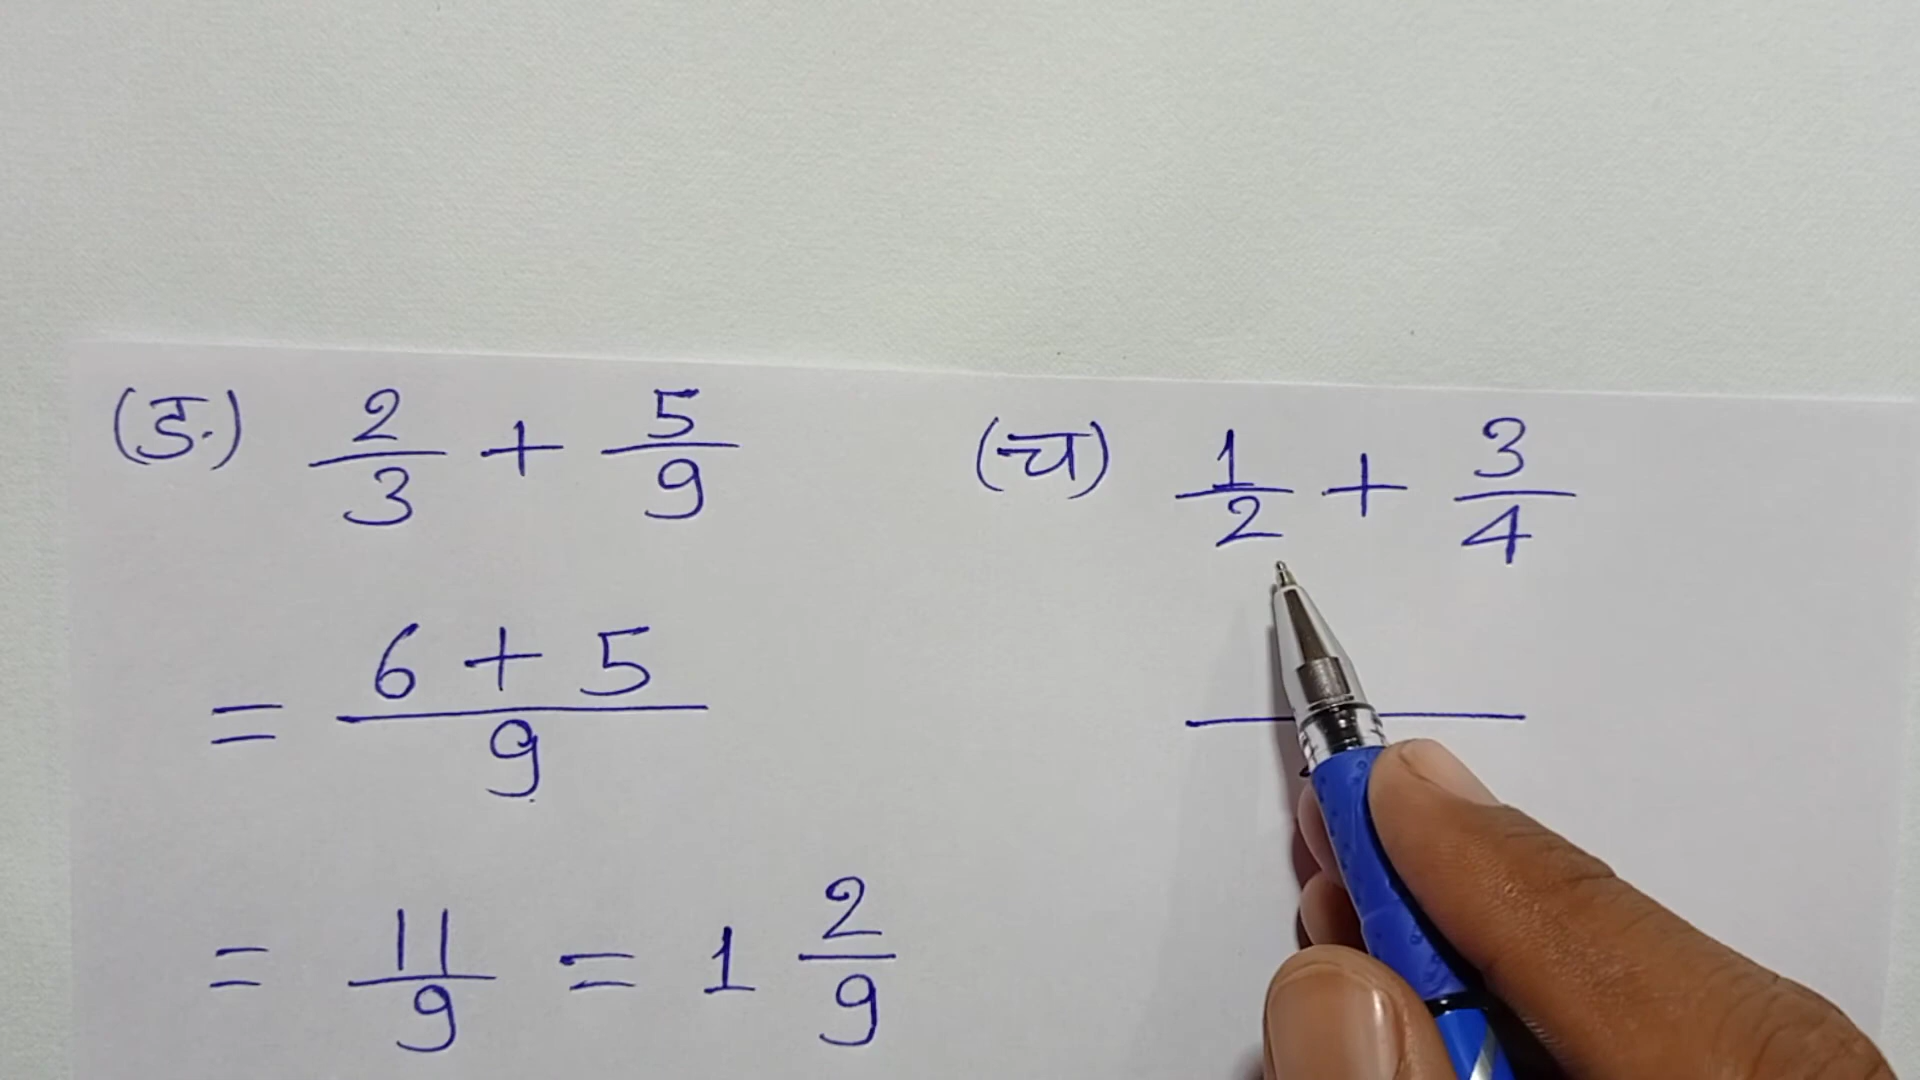 (ङ) 2/3 + 5/9
= (6 + 5)/9
= 11/9 = 1 2/9
(च) 1/2 + 3/4